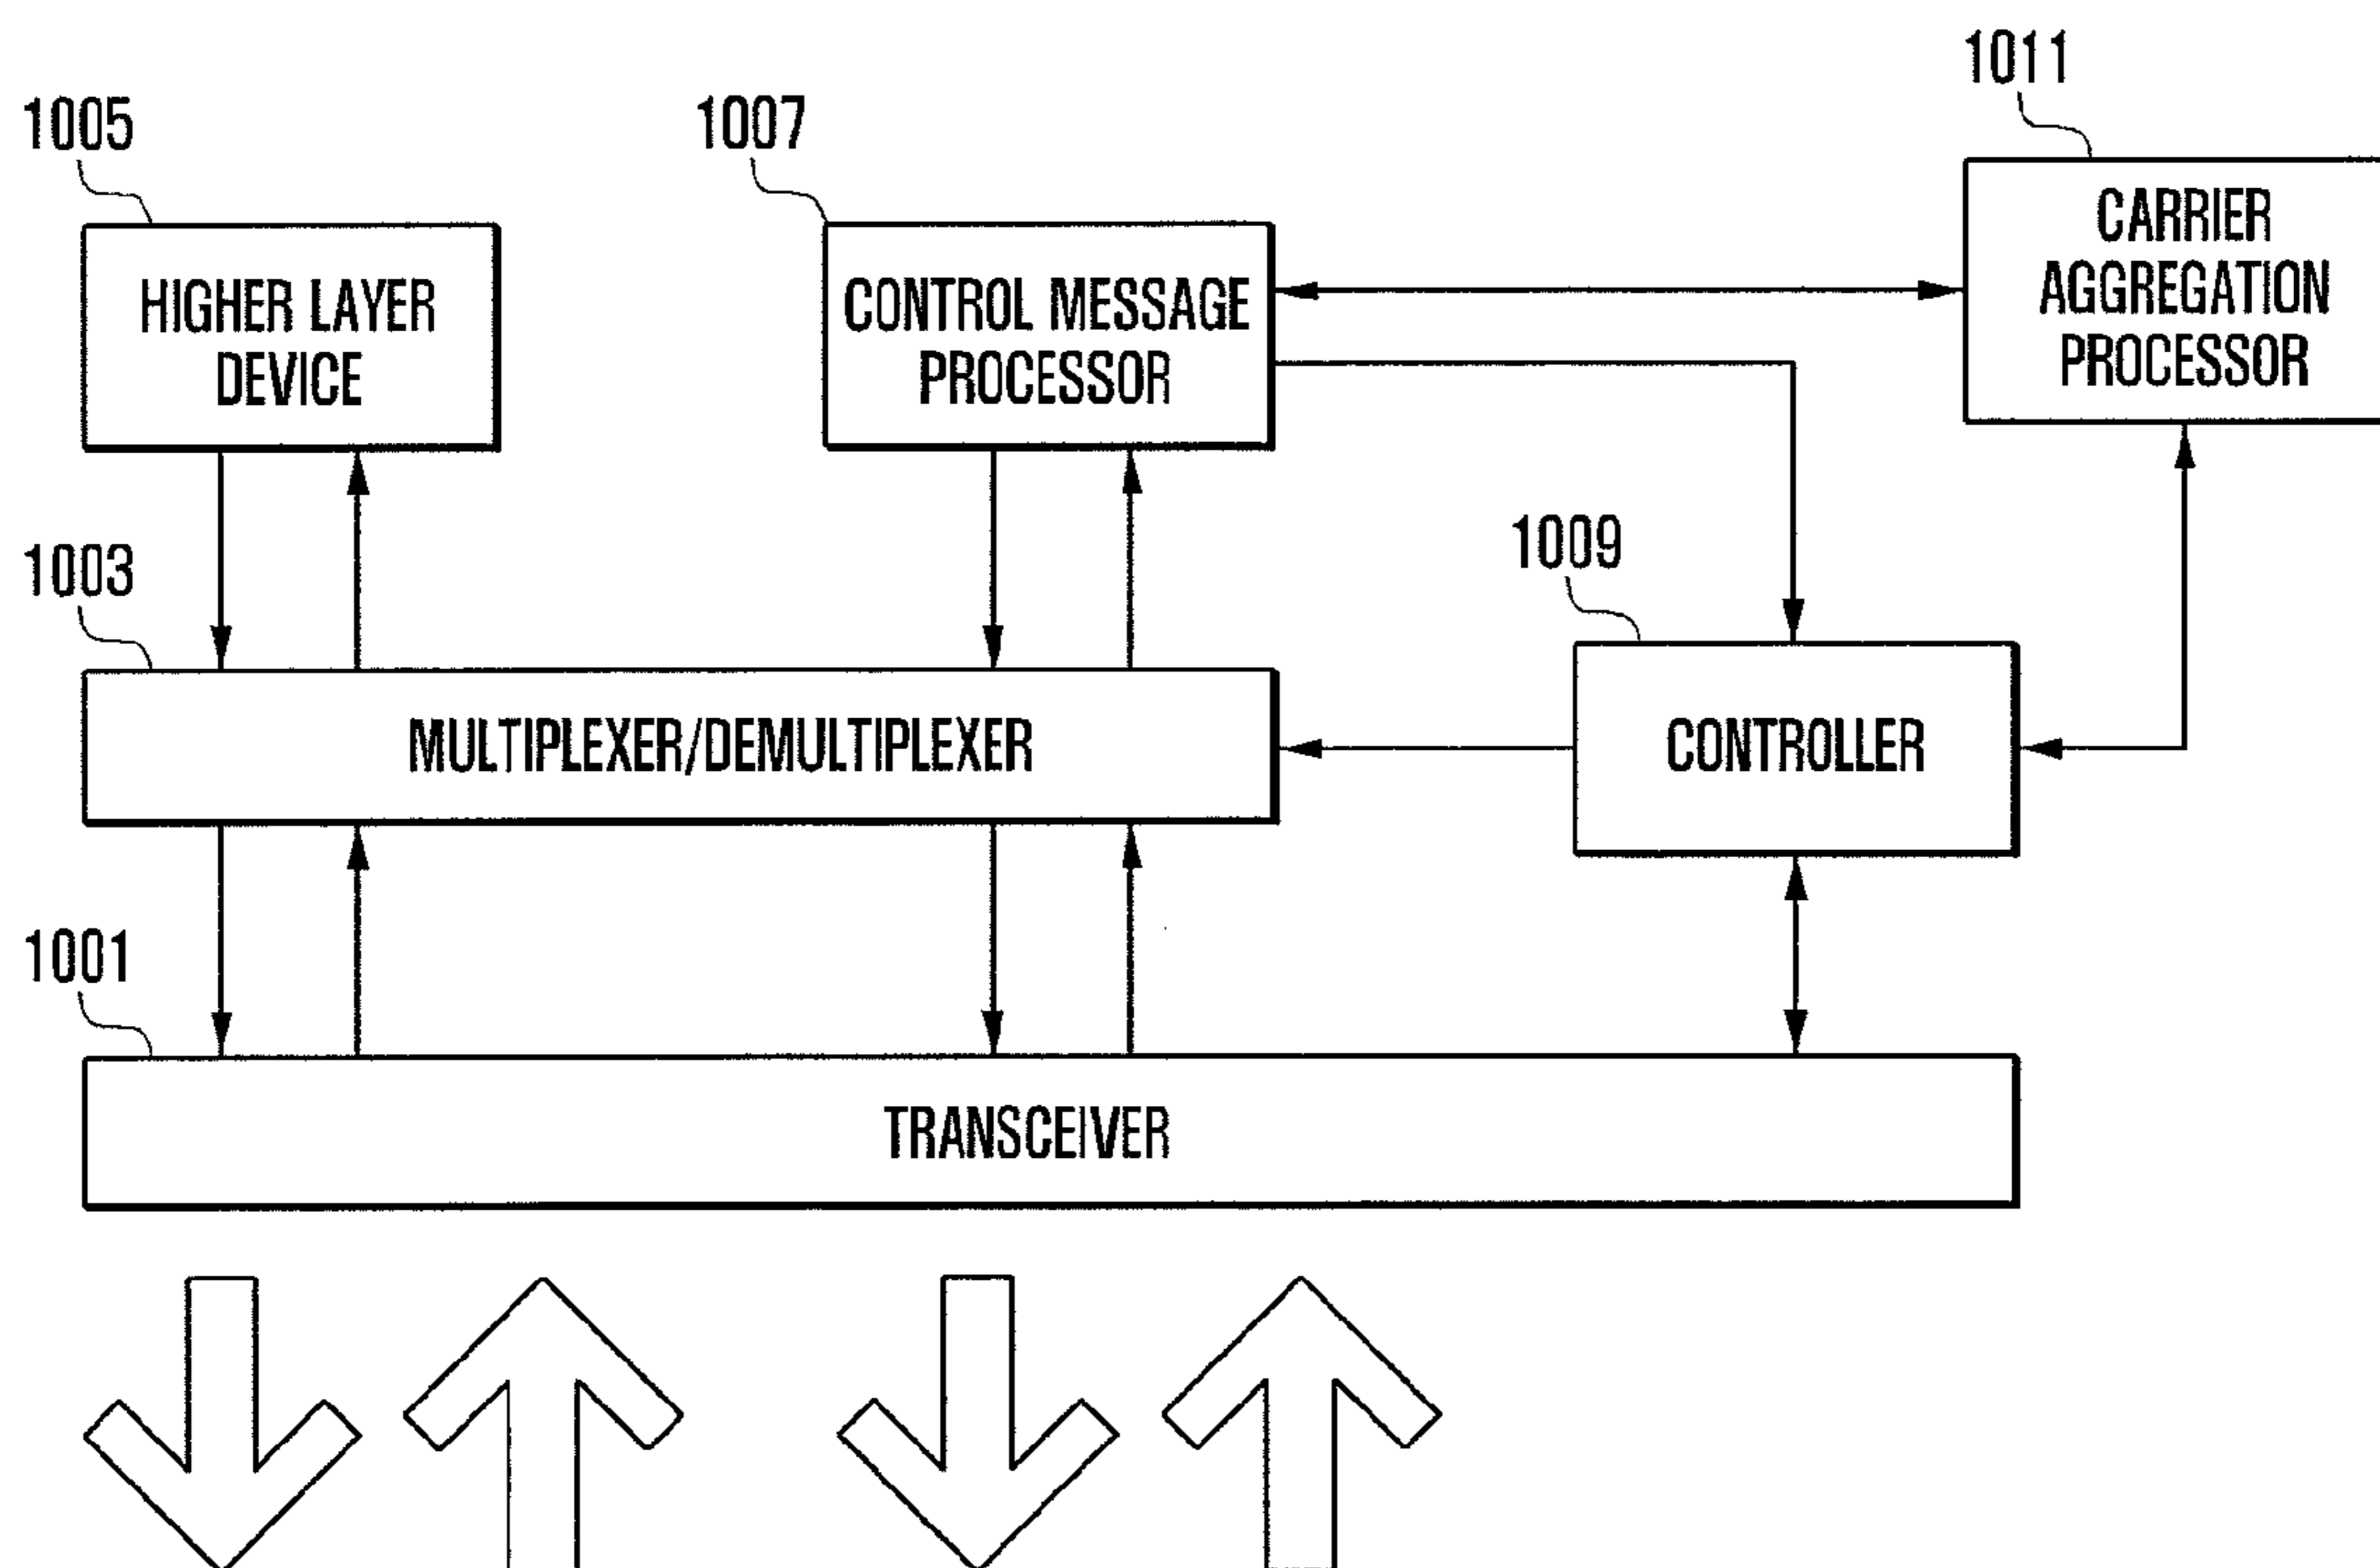 1011
1005
1007
CARRIER
AGGREGATION
PROCESSOR
HIGHER LAYER
DEVICE
CONTROL MESSAGE
PROCESSOR
1003
1009
MULTIPLEXER/DEMULTIPLEXER
CONTROLLER
1001
TRANSCEIVER